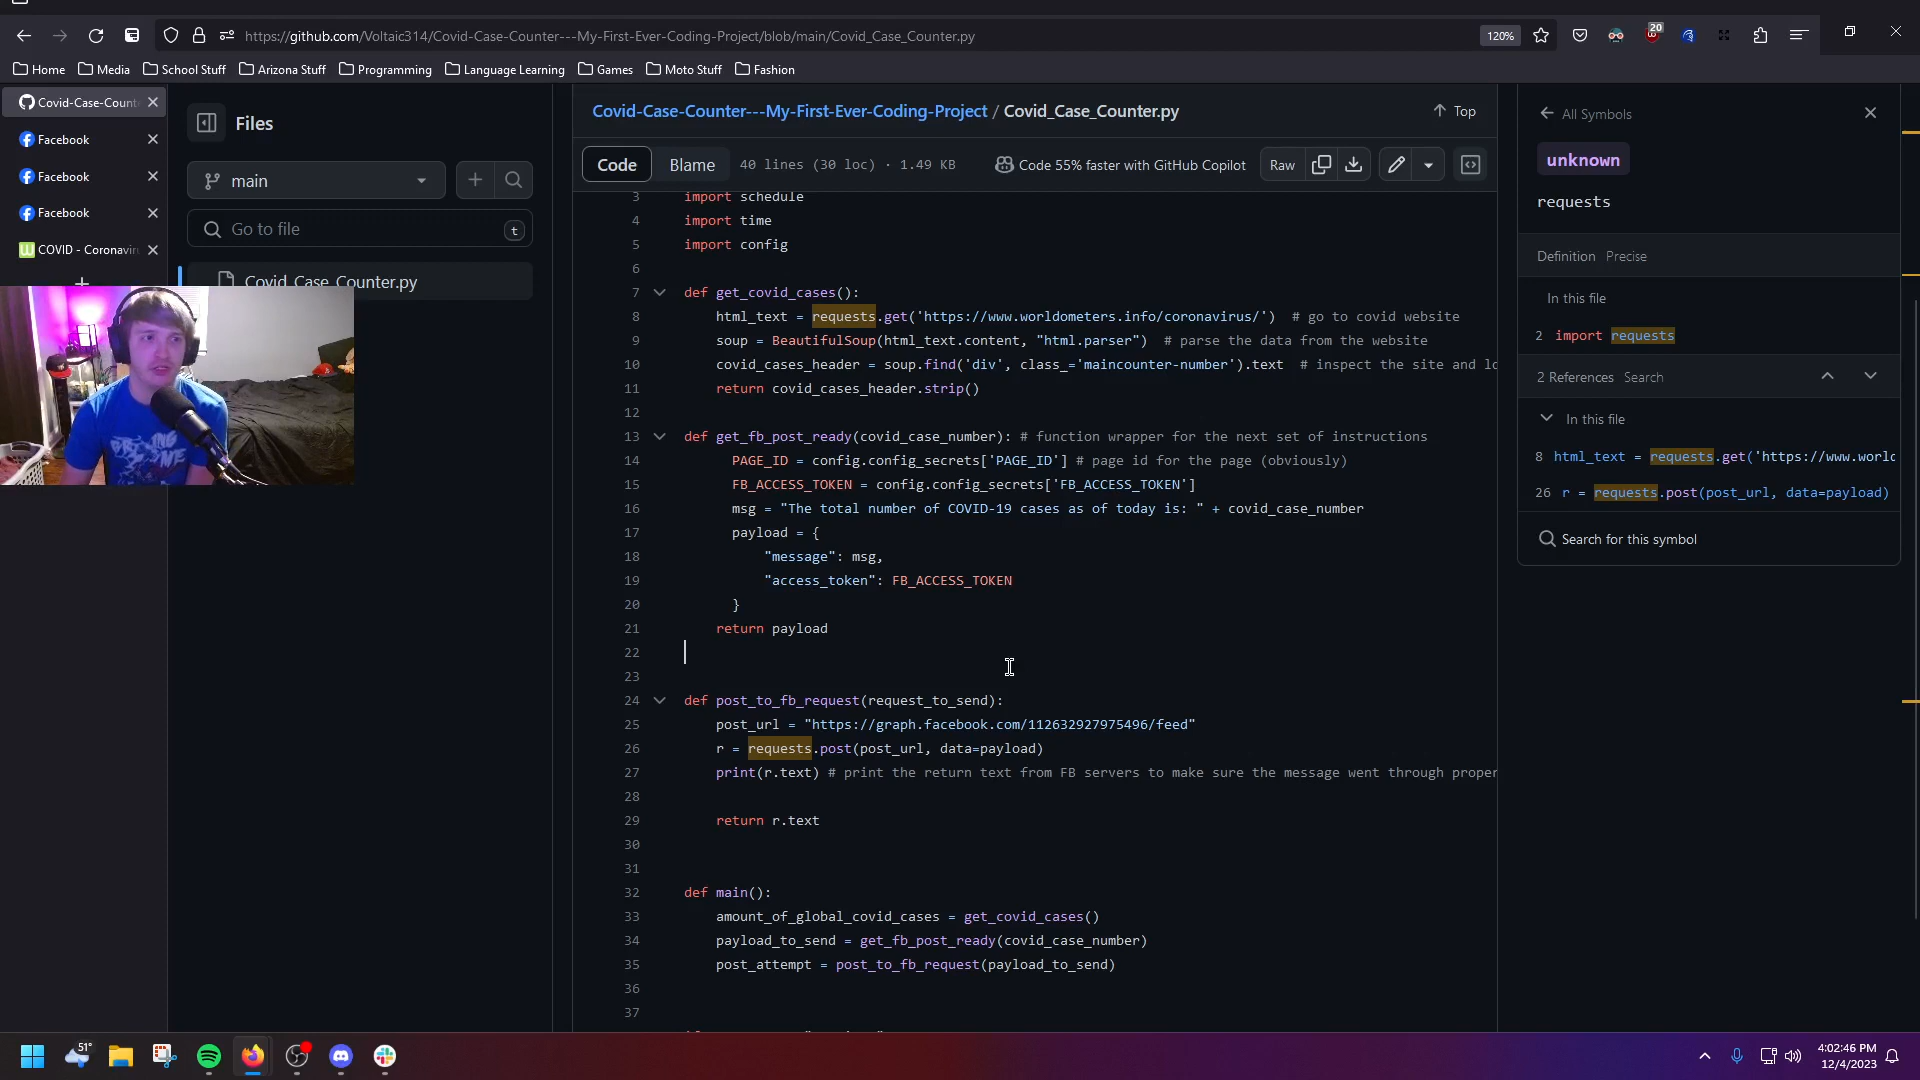 https://github.com/Voltaic314/Covid-Case-Counter---My-First-Ever-Coding-Project/blob/main/Covid_Case_Counter.py
120%
20
Home
Media
School Stuff
Arizona Stuff
Programming
Language Learning
Games
Moto Stuff
Fashion
Covid-Case-Count
Facebook
Facebook
Facebook
COVID - Coronaviru
Files
main
Go to file
t
Covid_Case_Counter.py
Covid-Case-Counter---My-First-Ever-Coding-Project / Covid_Case_Counter.py
Top
Code
Blame
40 lines (30 loc) · 1.49 KB
Code 55% faster with GitHub Copilot
Raw
3 import schedule
4 import time
5 import config
6
7 def get_covid_cases():
8 html_text = requests.get('https://www.worldometers.info/coronavirus/') # go to covid website
9 soup = BeautifulSoup(html_text.content, "html.parser") # parse the data from the website
10 covid_cases_header = soup.find('div', class_='maincounter-number').text # inspect the site and lo
11 return covid_cases_header.strip()
12
13 def get_fb_post_ready(covid_case_number): # function wrapper for the next set of instructions
14 PAGE_ID = config.config_secrets['PAGE_ID'] # page id for the page (obviously)
15 FB_ACCESS_TOKEN = config.config_secrets['FB_ACCESS_TOKEN']
16 msg = "The total number of COVID-19 cases as of today is: " + covid_case_number
17 payload = {
18 "message": msg,
19 "access_token": FB_ACCESS_TOKEN
20 }
21 return payload
22
23
24 def post_to_fb_request(request_to_send):
25 post_url = "https://graph.facebook.com/112632927975496/feed"
26 r = requests.post(post_url, data=payload)
27 print(r.text) # print the return text from FB servers to make sure the message went through proper
28
29 return r.text
30
31
32 def main():
33 amount_of_global_covid_cases = get_covid_cases()
34 payload_to_send = get_fb_post_ready(covid_case_number)
35 post_attempt = post_to_fb_request(payload_to_send)
36
37
All Symbols
unknown
requests
Definition Precise
In this file
2 import requests
2 References Search
In this file
8 html_text = requests.get('https://www.worlc
26 r = requests.post(post_url, data=payload)
Search for this symbol
51°
4:02:46 PM
12/4/2023